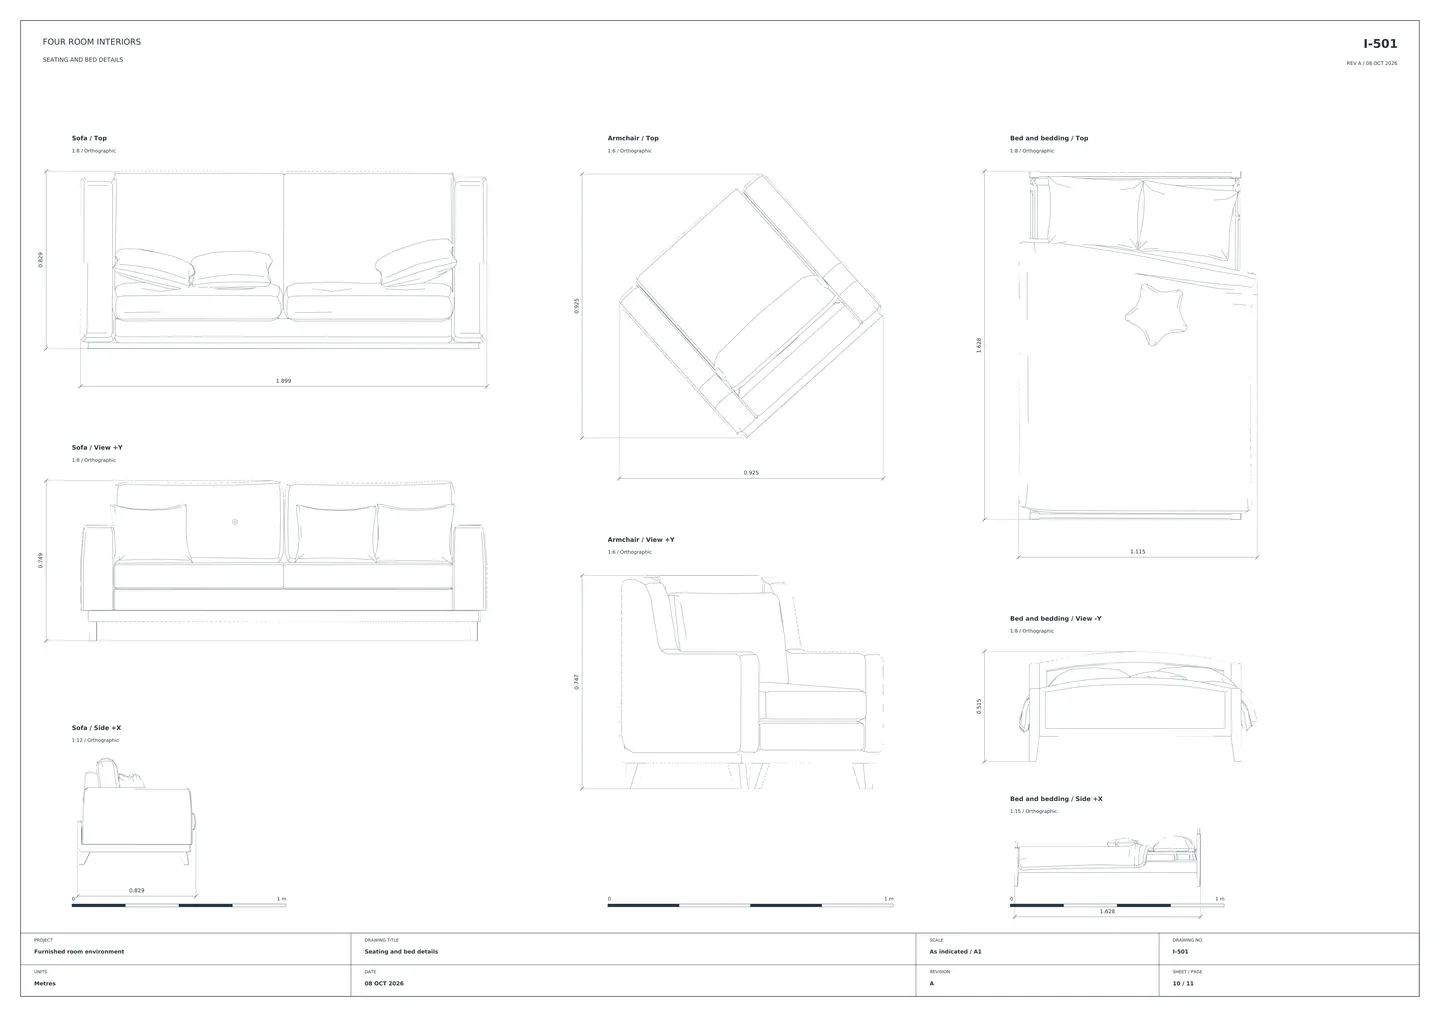 FOUR ROOM INTERIORS
SEATING AND BED DETAILS
I-501
REV A / 08 OCT 2026
Sofa / Top
1:8 / Orthographic
0.829
1.899
Sofa / View +Y
1:8 / Orthographic
0.749
Sofa / Side +X
1:12 / Orthographic
0.829
0
1 m
Armchair / Top
1:6 / Orthographic
0.925
0.925
Armchair / View +Y
1:6 / Orthographic
0.747
0
1 m
Bed and bedding / Top
1:8 / Orthographic
1.628
1.115
Bed and bedding / View -Y
1:8 / Orthographic
0.515
Bed and bedding / Side +X
1:15 / Orthographic
0
1 m
1.628
PROJECT
Furnished room environment
DRAWING TITLE
Seating and bed details
SCALE
As indicated / A1
DRAWING NO.
I-501
UNITS
Metres
DATE
08 OCT 2026
REVISION
A
SHEET / PAGE
10 / 11